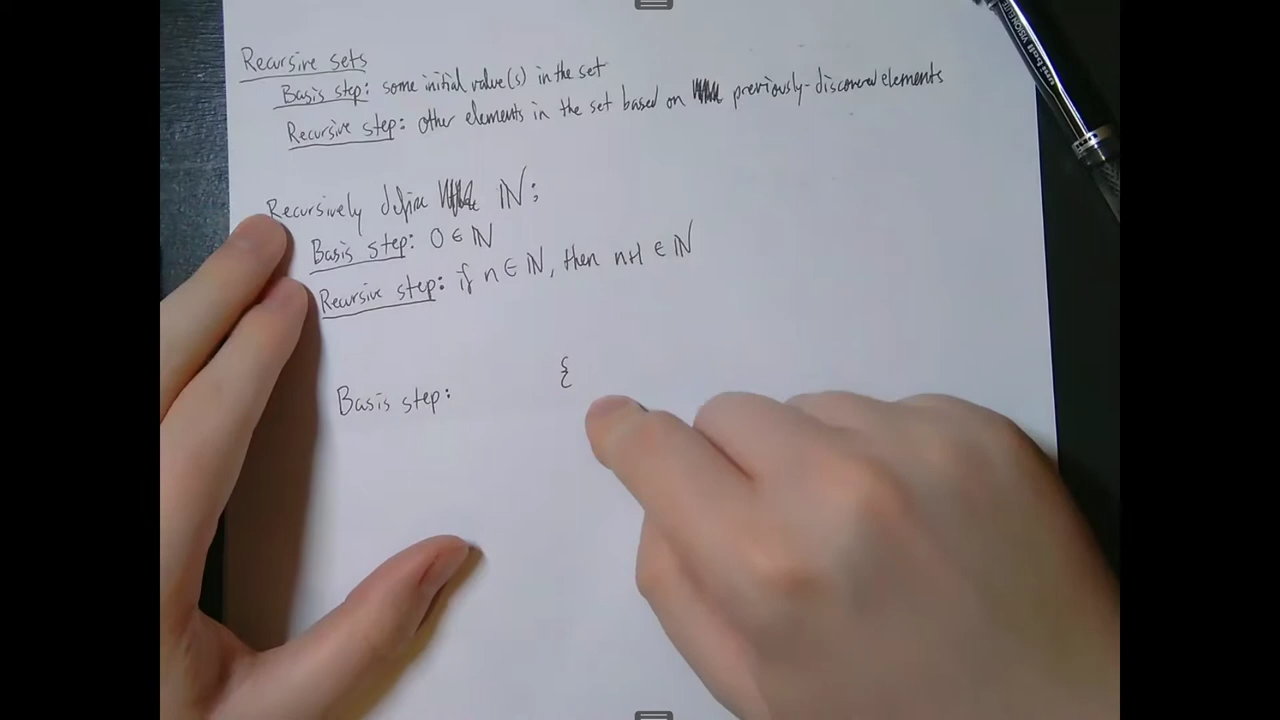 Recursive sets
Basis step: some initial value(s) in the set
Recursive step: other elements in the set based on previously-discovered elements
Recursively define ℕ:
Basis step: 0 ∈ ℕ
Recursive step: if n ∈ ℕ, then n+1 ∈ ℕ
{
Basis step: